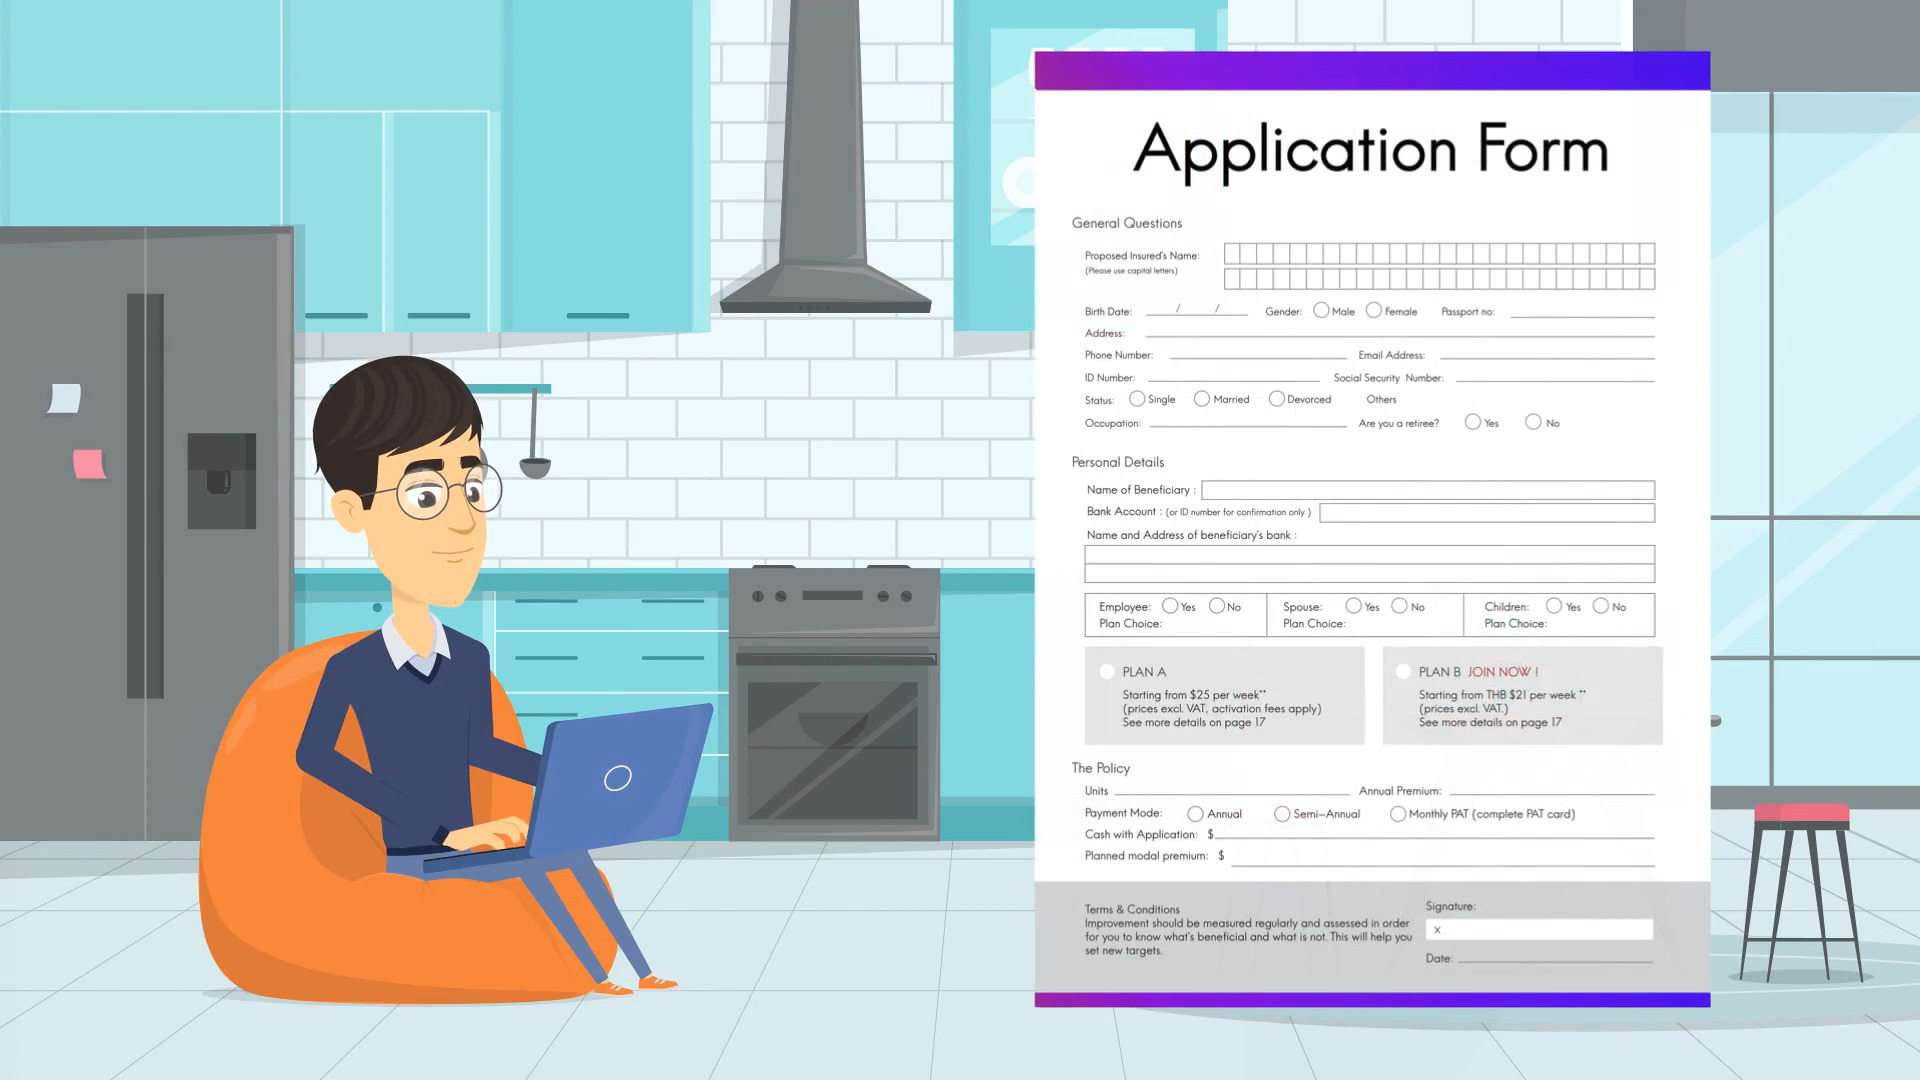 Application Form
General Questions
Proposed Insured's Name:
(Please use capital letters)
Birth Date: / / Gender: Male Female Passport no:
Address:
Phone Number: Email Address:
ID Number: Social Security Number:
Status: Single Married Devorced Others
Occupation: Are you a retiree? Yes No
Personal Details
Name of Beneficiary :
Bank Account : (or ID number for confirmation only )
Name and Address of beneficiary's bank :
Employee: Yes No Spouse: Yes No Children: Yes No
Plan Choice: Plan Choice: Plan Choice:
PLAN A
Starting from $25 per week**
(prices excl. VAT, activation fees apply)
See more details on page 17
PLAN B JOIN NOW !
Starting from THB $21 per week **
(prices excl. VAT.)
See more details on page 17
The Policy
Units Annual Premium:
Payment Mode: Annual Semi-Annual Monthly PAT (complete PAT card)
Cash with Application: $
Planned modal premium: $
Terms & Conditions
Improvement should be measured regularly and assessed in order
for you to know what's beneficial and what is not. This will help you
set new targets.
Signature:
x
Date: